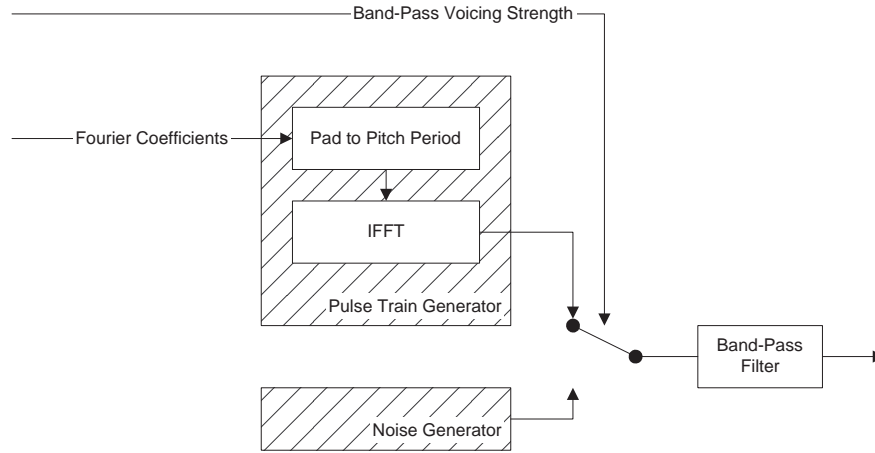 Band-Pass Voicing Strength
Fourier Coefficients
Pad to Pitch Period
IFFT
Pulse Train Generator
Band-Pass
Filter
Noise Generator